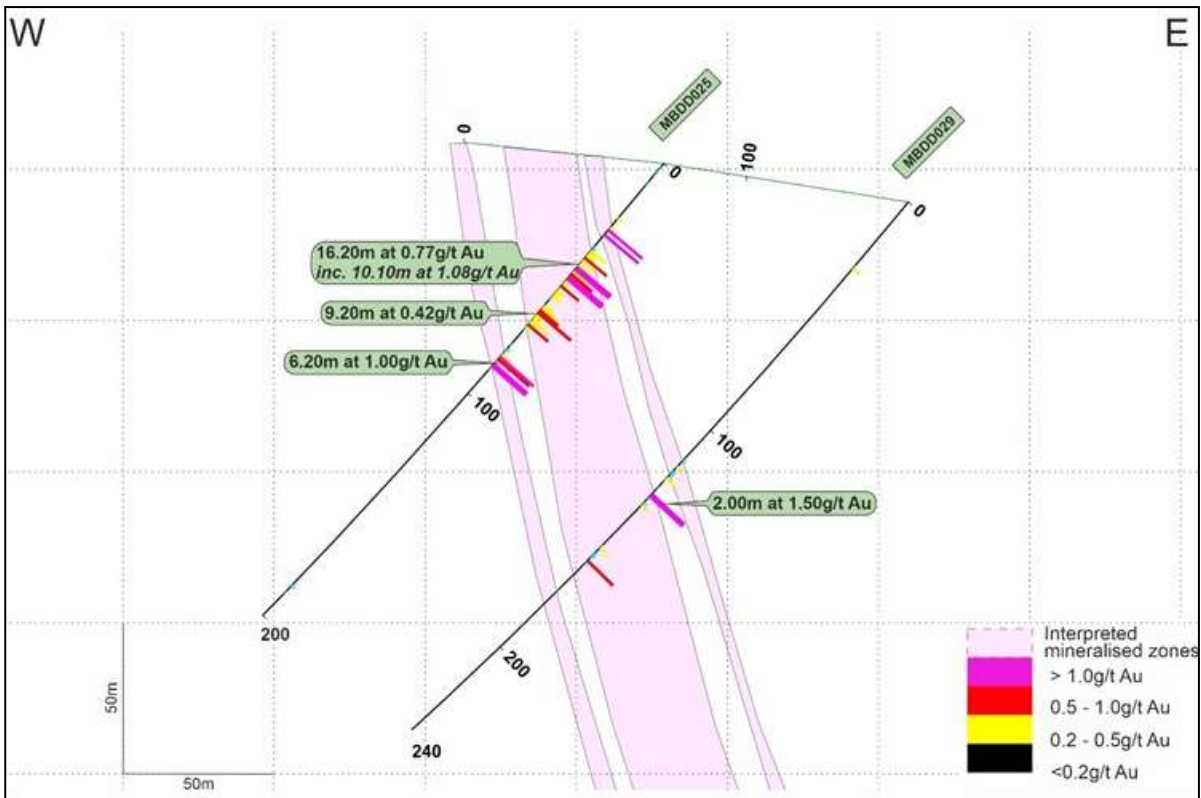 W
E
MBDD025
MBDD029
0
0
100
0
16.20m at 0.77g/t Au
inc. 10.10m at 1.08g/t Au
9.20m at 0.42g/t Au
6.20m at 1.00g/t Au
100
100
2.00m at 1.50g/t Au
200
200
240
50m
50m
Interpreted
mineralised zones
> 1.0g/t Au
0.5 - 1.0g/t Au
0.2 - 0.5g/t Au
<0.2g/t Au